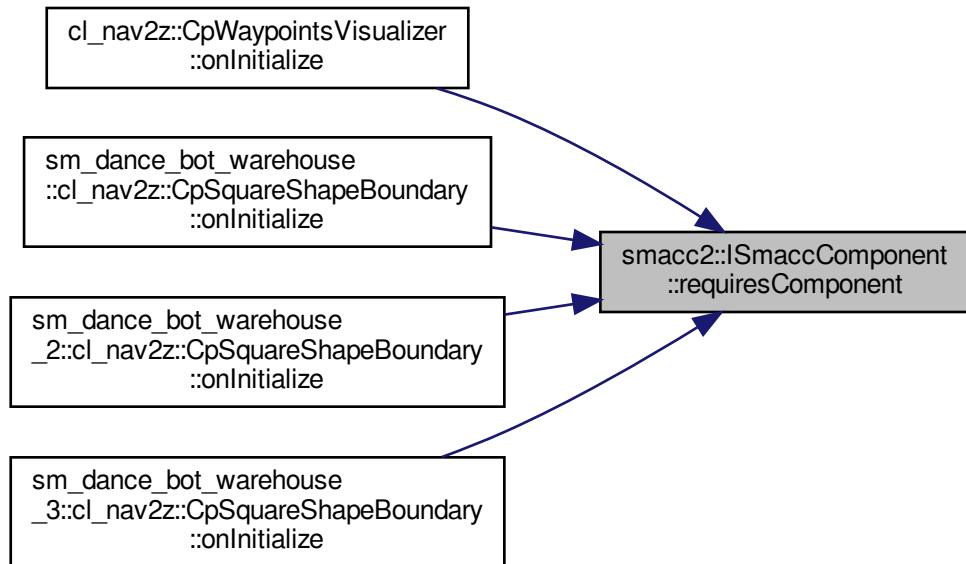 cl_nav2z::CpWaypointsVisualizer
::onInitialize
sm_dance_bot_warehouse
::cl_nav2z::CpSquareShapeBoundary
::onInitialize
smacc2::ISmaccComponent
::requiresComponent
sm_dance_bot_warehouse
_2::cl_nav2z::CpSquareShapeBoundary
::onInitialize
sm_dance_bot_warehouse
_3::cl_nav2z::CpSquareShapeBoundary
::onInitialize